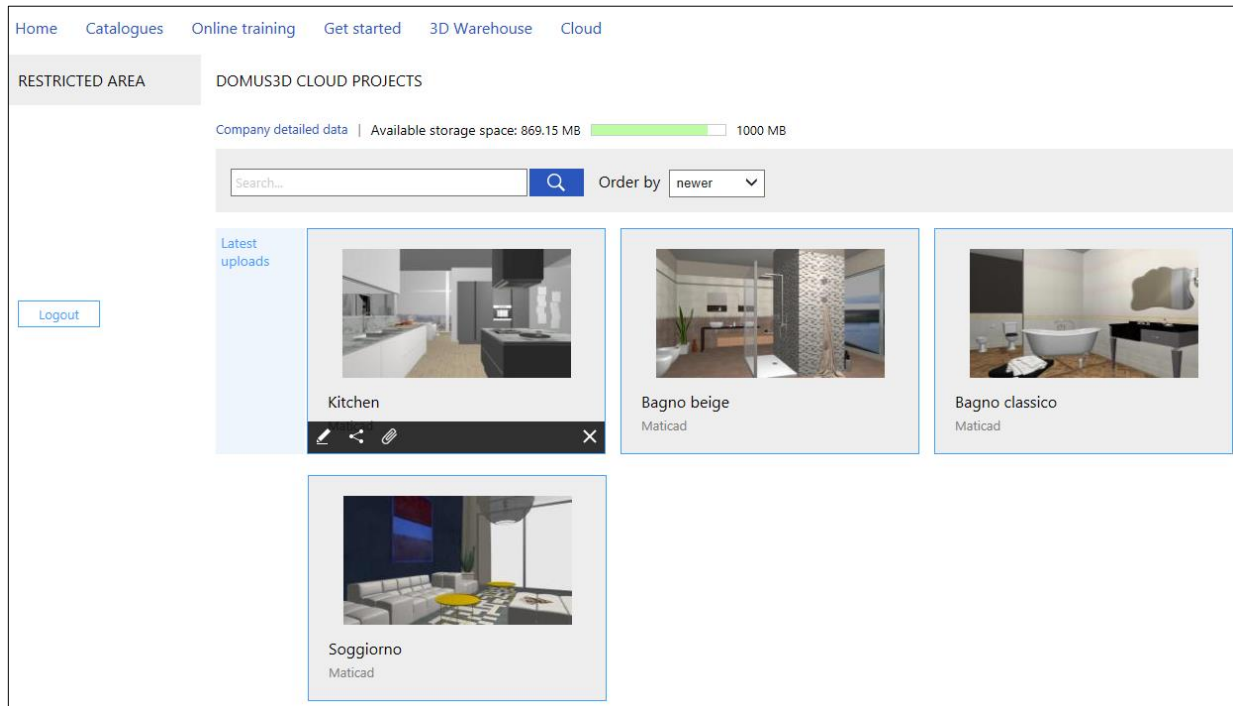 Home Catalogues Online training Get started 3D Warehouse Cloud
RESTRICTED AREA
DOMUS3D CLOUD PROJECTS
Company detailed data | Available storage space: 869.15 MB 1000 MB
Search...
Order by newer
Latest
uploads
Logout
Kitchen
Maticad
Bagno beige
Maticad
Bagno classico
Maticad
Soggiorno
Maticad